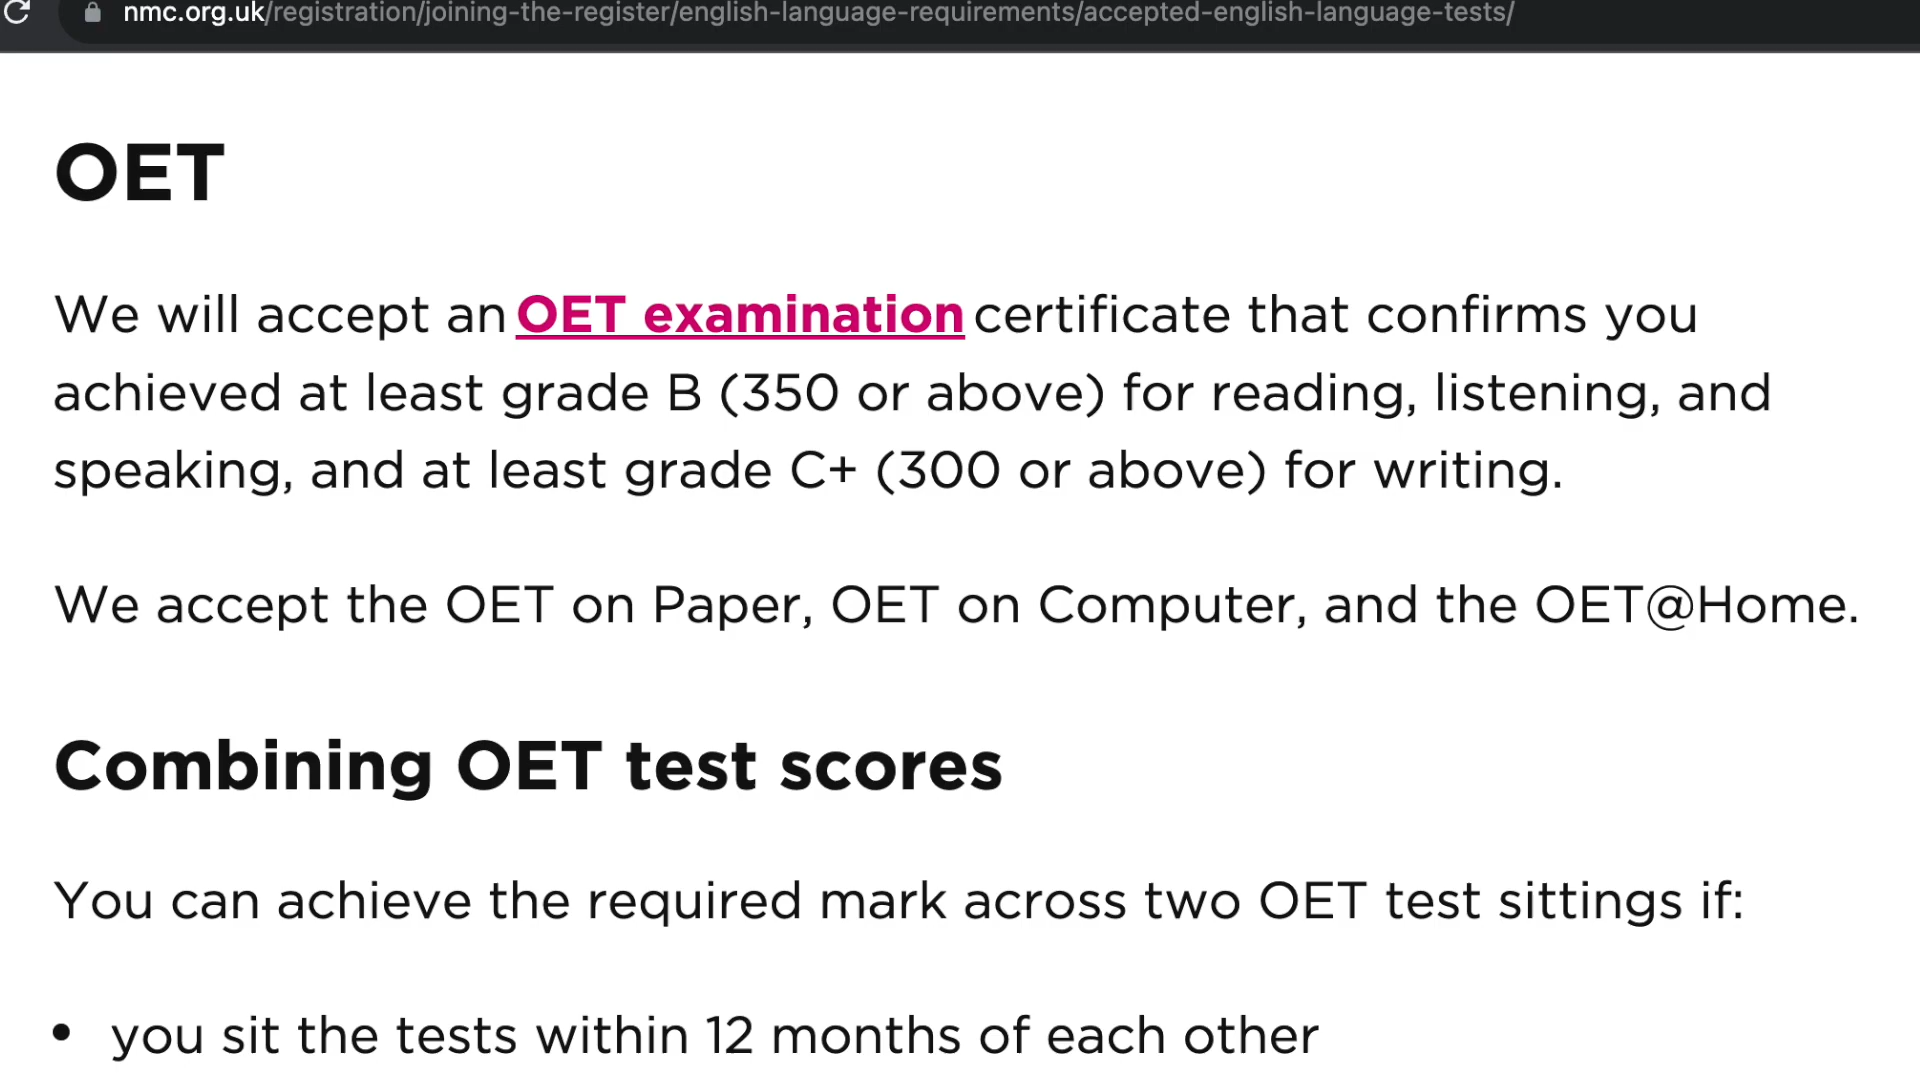 nmc.org.uk/registration/joining-the-register/english-language-requirements/accepted-english-language-tests/
OET
We will accept an OET examination certificate that confirms you
achieved at least grade B (350 or above) for reading, listening, and
speaking, and at least grade C+ (300 or above) for writing.
We accept the OET on Paper, OET on Computer, and the OET@Home.
Combining OET test scores
You can achieve the required mark across two OET test sittings if:
• you sit the tests within 12 months of each other